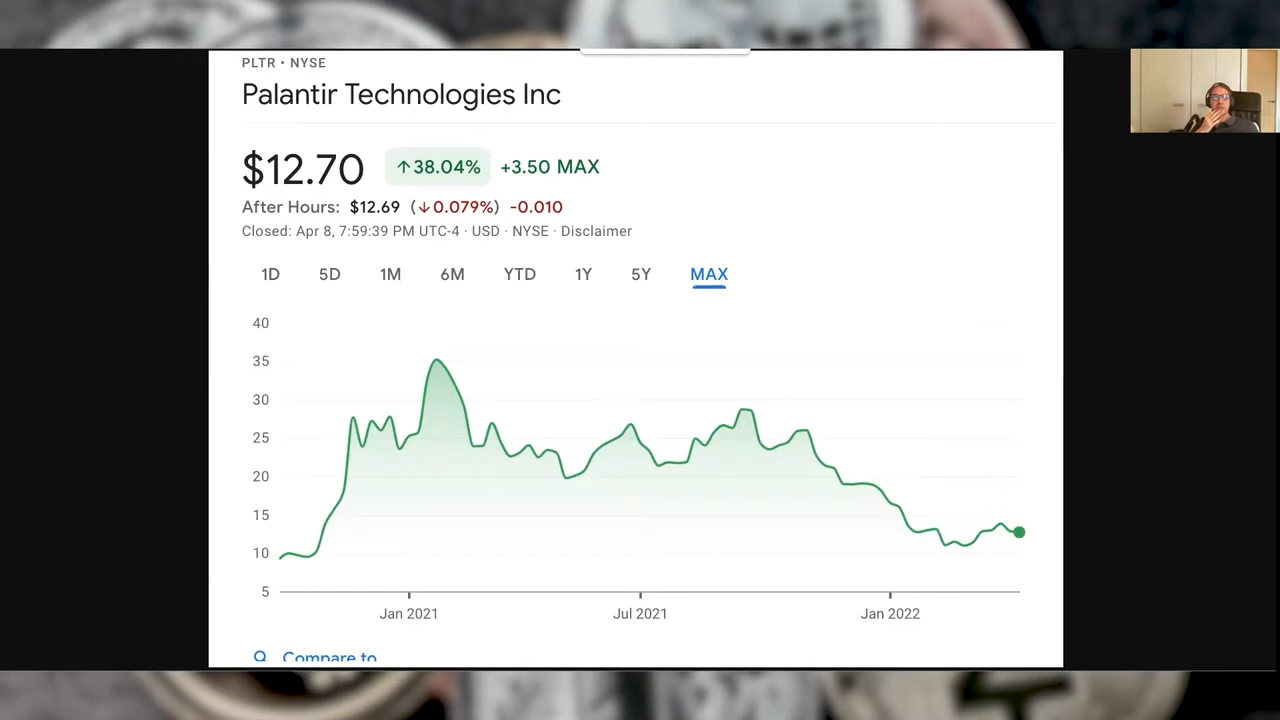 PLTR • NYSE
Palantir Technologies Inc
$12.70 ↑38.04% +3.50 MAX
After Hours: $12.69 (↓0.079%) -0.010
Closed: Apr 8, 7:59:39 PM UTC-4 · USD · NYSE · Disclaimer
1D 5D 1M 6M YTD 1Y 5Y MAX
40
35
30
25
20
15
10
5
Jan 2021 Jul 2021 Jan 2022
Compare to